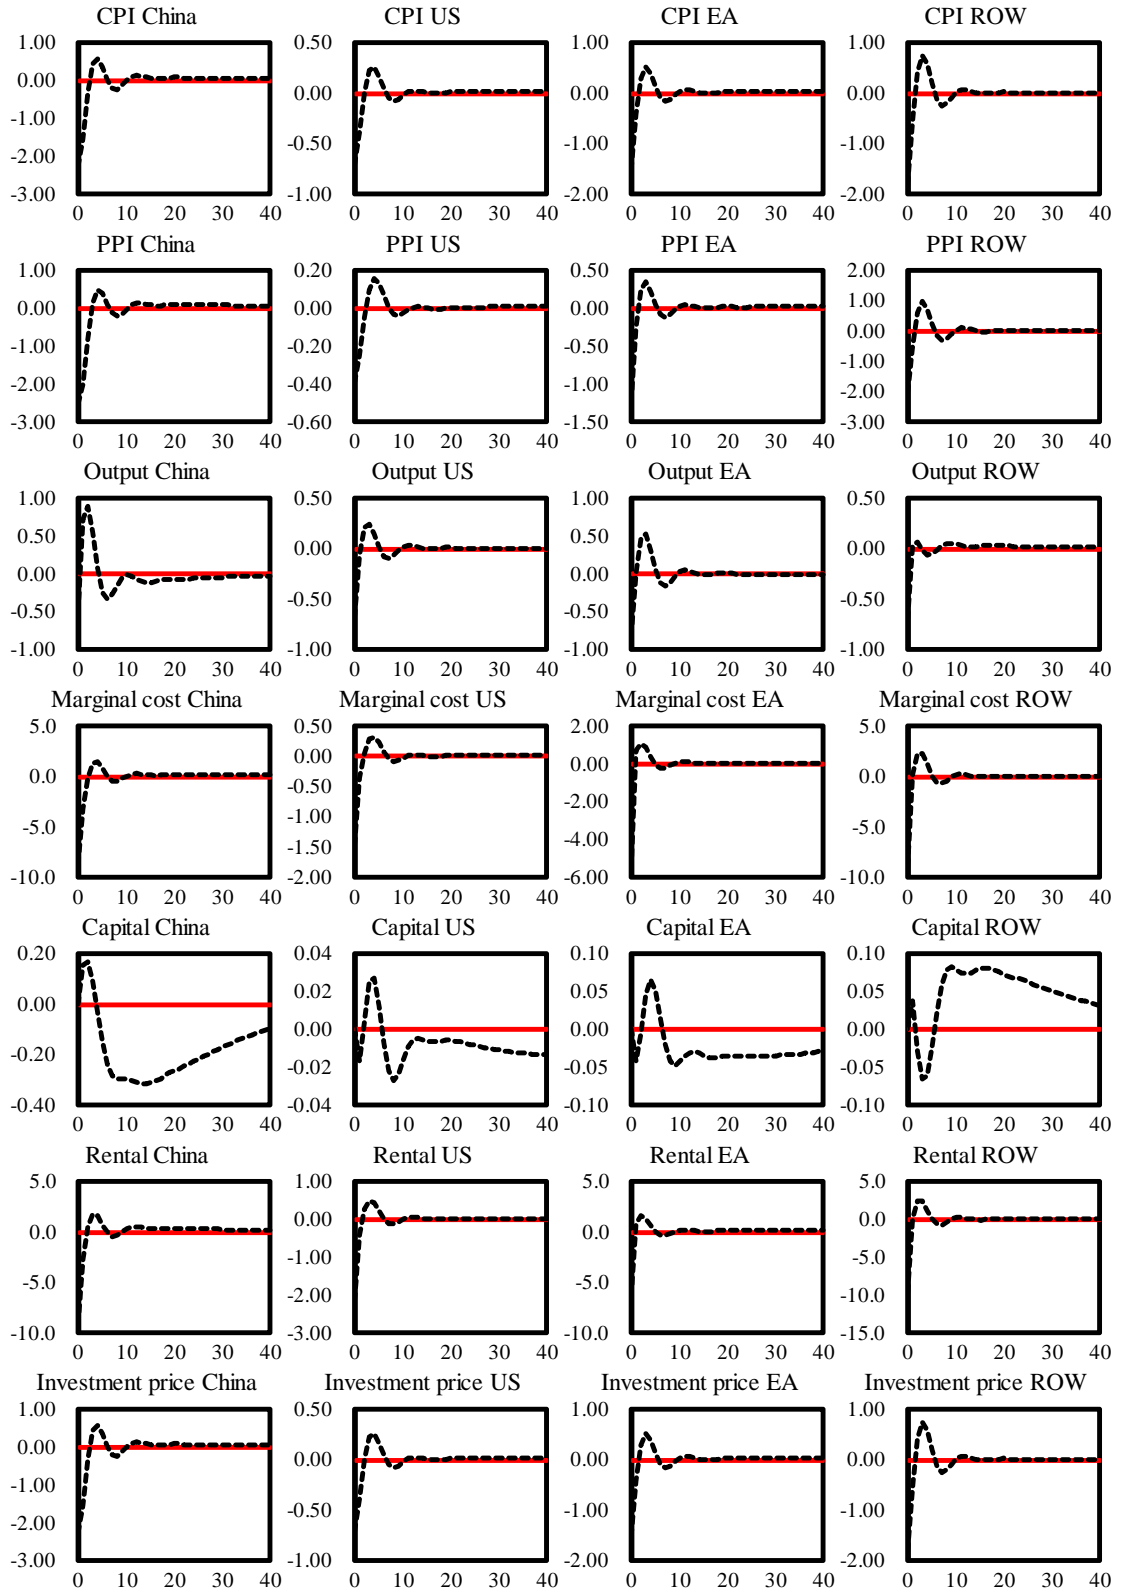 CPI China CPI US CPI EA CPI ROW
1.00 0.50 1.00 1.00
0.00 0.00 0.00 0.00
-1.00 -0.50 -1.00 -1.00
-2.00
-3.00 -1.00 -2.00 -2.00
0 10 20 30 40 0 10 20 30 40 0 10 20 30 40 0 10 20 30 40
PPI China PPI US PPI EA PPI ROW
1.00 0.20 0.50 2.00
0.00 0.00 0.00 1.00
-1.00 -0.20 -0.50 0.00
-2.00 -0.40 -1.00 -1.00
-2.00
-3.00 -0.60 -1.50 -3.00
0 10 20 30 40 0 10 20 30 40 0 10 20 30 40 0 10 20 30 40
Output China Output US Output EA Output ROW
1.00 0.50 1.00 0.50
0.50 0.00 0.50 0.00
0.00 0.00
-0.50 -0.50 -0.50 -0.50
-1.00 -1.00 -1.00 -1.00
0 10 20 30 40 0 10 20 30 40 0 10 20 30 40 0 10 20 30 40
Marginal cost China Marginal cost US Marginal cost EA Marginal cost ROW
5.0 0.50 2.00 5.0
0.0 0.00 0.00 0.0
-0.50 -2.00
-5.0 -1.00 -4.00 -5.0
-1.50
-10.0 -2.00 -6.00 -10.0
0 10 20 30 40 0 10 20 30 40 0 10 20 30 40 0 10 20 30 40
Capital China Capital US Capital EA Capital ROW
0.20 0.04 0.10 0.10
0.00 0.02 0.05 0.05
0.00 0.00 0.00
-0.20 -0.02 -0.05 -0.05
-0.40 -0.04 -0.10 -0.10
0 10 20 30 40 0 10 20 30 40 0 10 20 30 40 0 10 20 30 40
Rental China Rental US Rental EA Rental ROW
5.0 1.00 5.0 5.0
0.0 0.00 0.0 0.0
-1.00 -5.0
-5.0 -2.00 -5.0 -10.0
-10.0 -3.00 -10.0 -15.0
0 10 20 30 40 0 10 20 30 40 0 10 20 30 40 0 10 20 30 40
Investment price China Investment price US Investment price EA Investment price ROW
1.00 0.50 1.00 1.00
0.00 0.00 0.00 0.00
-1.00 -0.50 -1.00 -1.00
-2.00
-3.00 -1.00 -2.00 -2.00
0 10 20 30 40 0 10 20 30 40 0 10 20 30 40 0 10 20 30 40